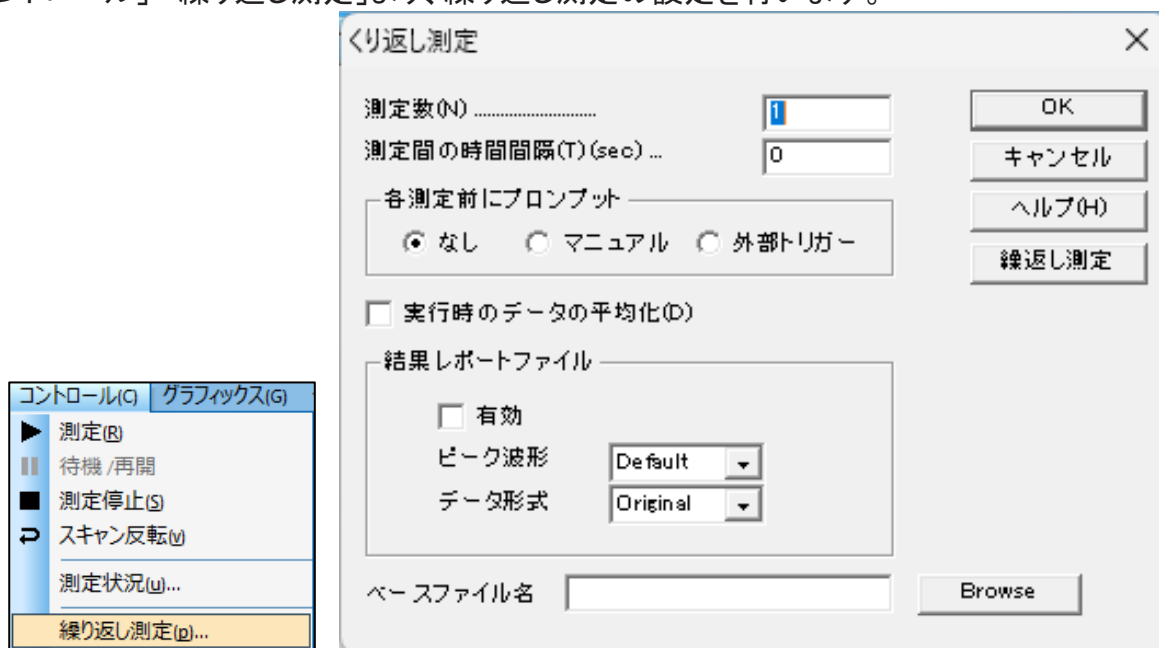 くり返し測定
測定数(N) ............................
測定間の時間間隔(T)(sec) ...
1
0
OK
キャンセル
ヘルプ(H)
繰返し測定
各測定前にプロンプット
なし マニュアル 外部トリガー
実行時のデータの平均化(D)
結果レポートファイル
有効
ピーク波形 Default
データ形式 Original
ベースファイル名
Browse
コントロール(C) グラフィックス(G)
測定(R)
待機/再開
測定停止(S)
スキャン反転(v)
測定状況(u)...
繰り返し測定(p)...